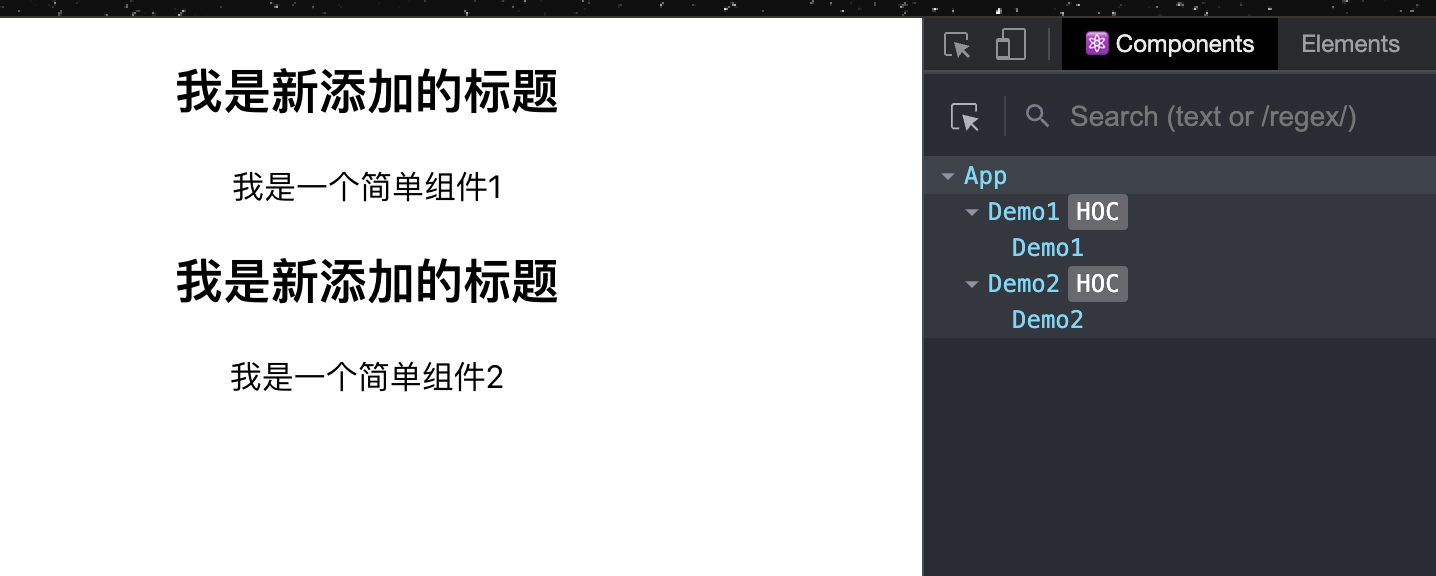 我是新添加的标题
我是一个简单组件1
我是新添加的标题
我是一个简单组件2
Components Elements
Search (text or /regex/)
App
Demo1 HOC
Demo1
Demo2 HOC
Demo2